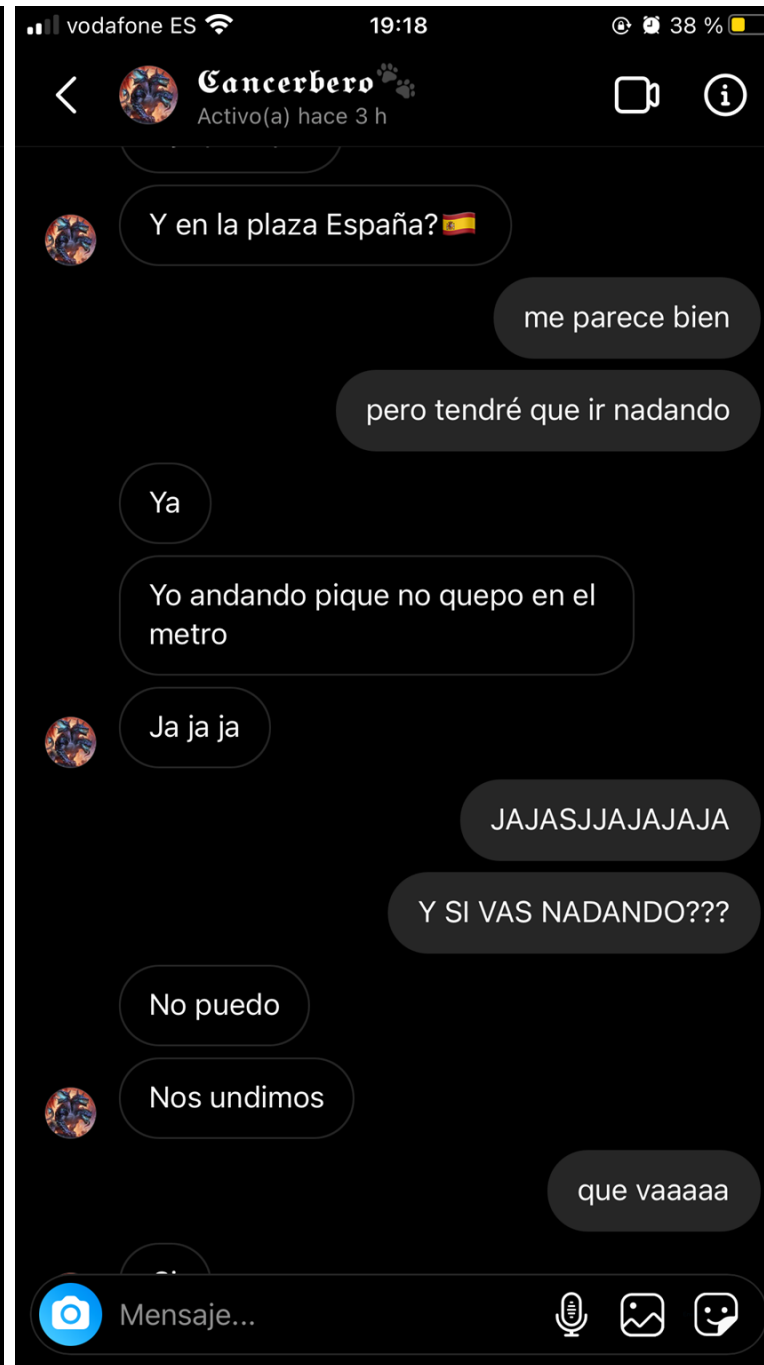 vodafone ES 19:18 38 %
Cancerbero🐾
Activo(a) hace 3 h
Y en la plaza España?🇪🇸
me parece bien
pero tendré que ir nadando
Ya
Yo andando pique no quepo en el
metro
Ja ja ja
JAJASJJAJAJAJA
Y SI VAS NADANDO???
No puedo
Nos undimos
que vaaaaa
Mensaje...